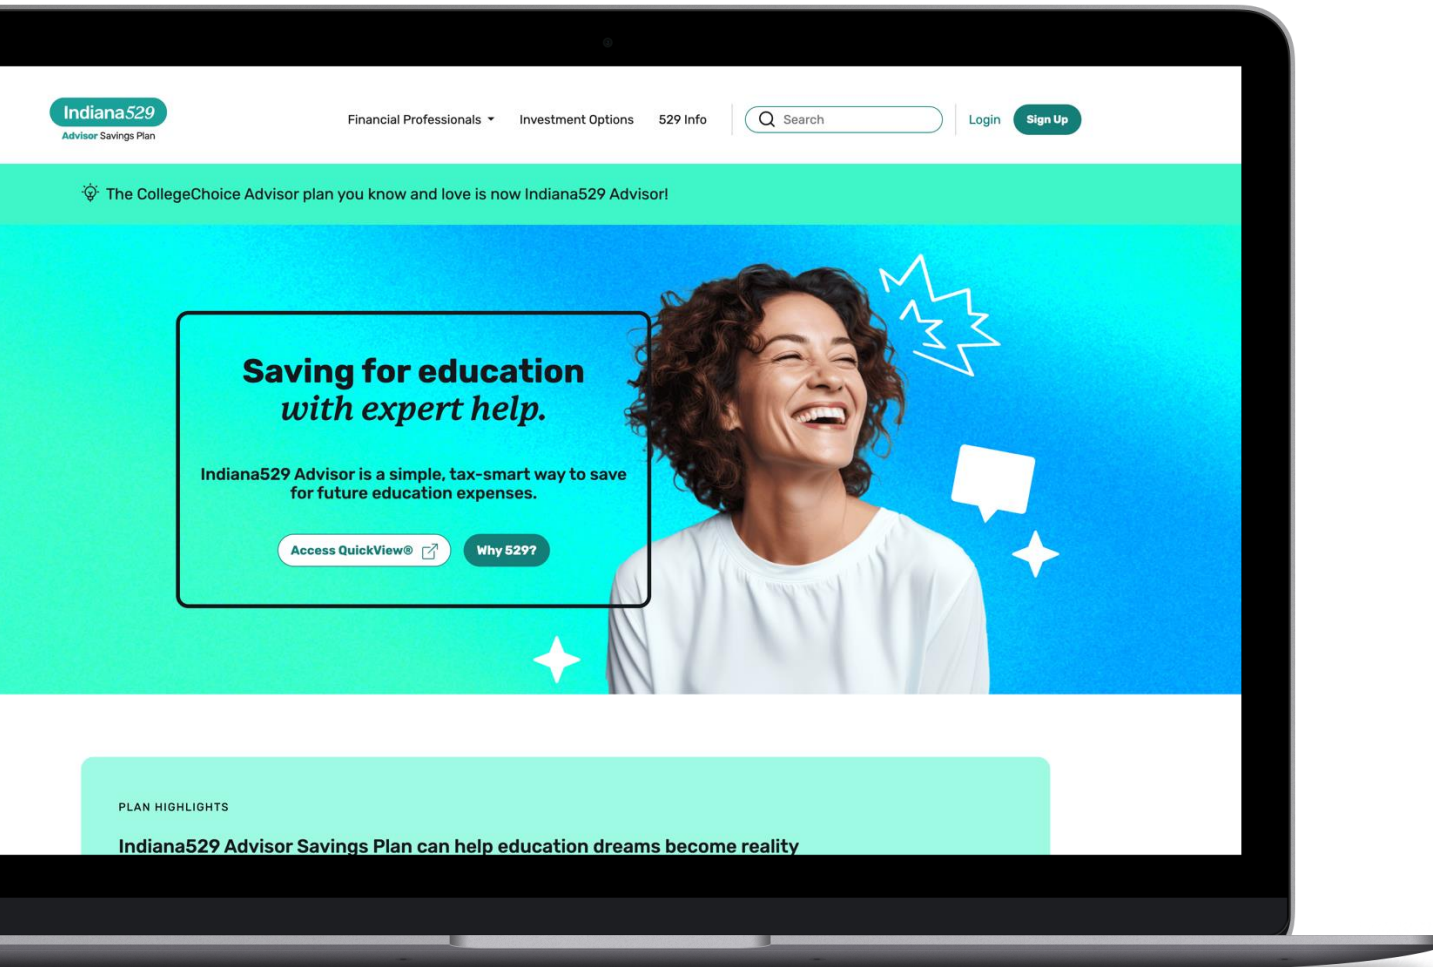 Indiana529
Advisor Savings Plan
Financial Professionals
Investment Options
529 Info
Search
Login
Sign Up
The CollegeChoice Advisor plan you know and love is now Indiana529 Advisor!
Saving for education
with expert help.
Indiana529 Advisor is a simple, tax-smart way to save
for future education expenses.
Access QuickView®
Why 529?
PLAN HIGHLIGHTS
Indiana529 Advisor Savings Plan can help education dreams become reality